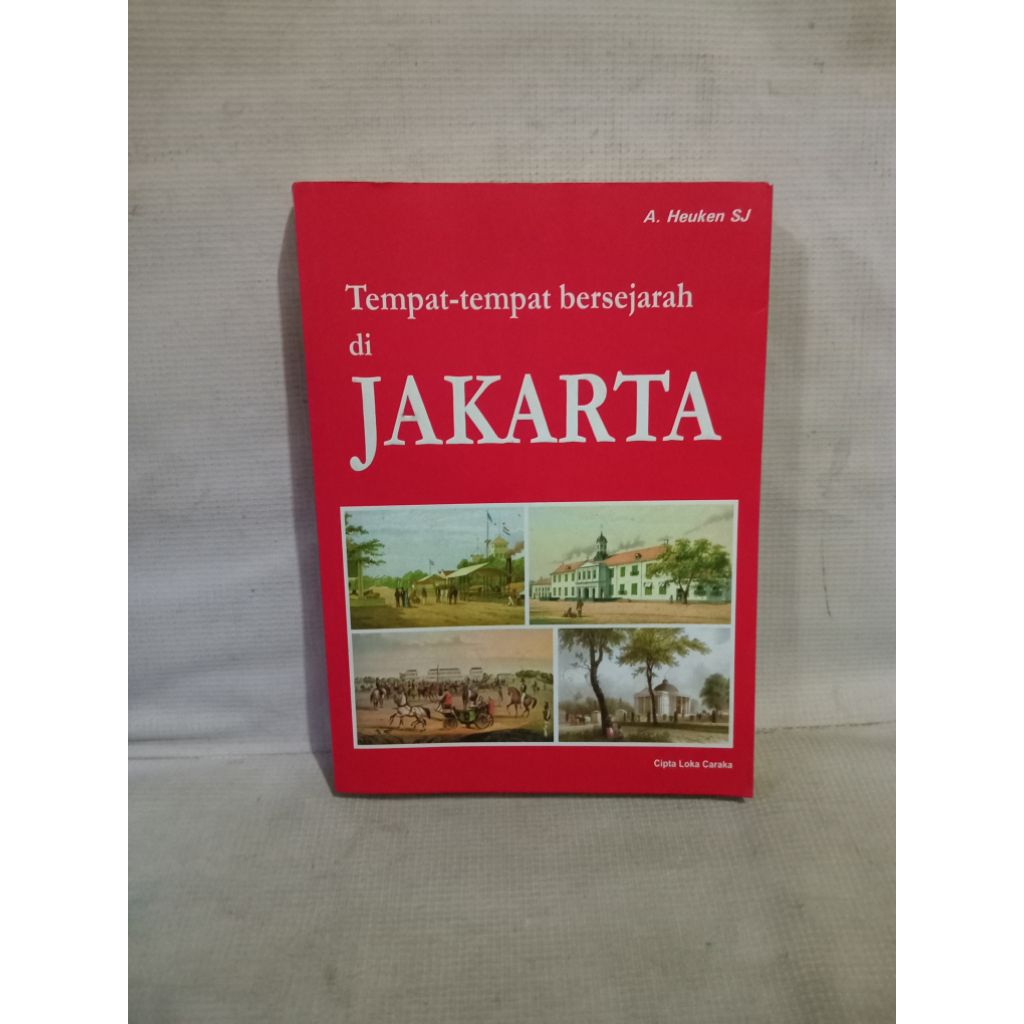 A. Heuken SJ
Tempat-tempat bersejarah
di
JAKARTA
Cipta Loka Caraka